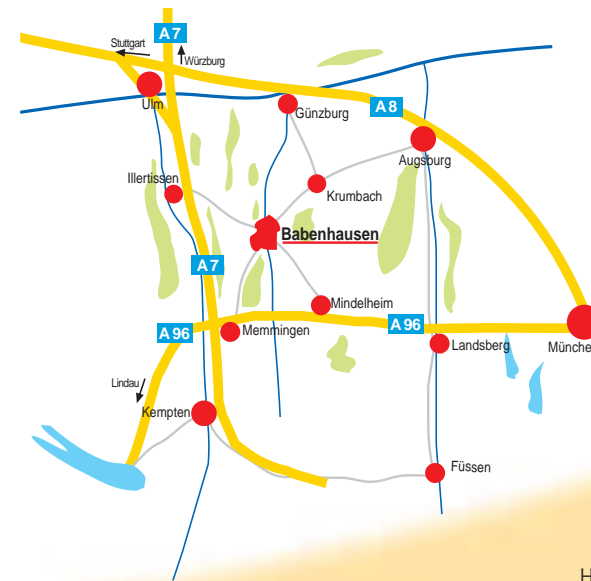 A7
Stuttgart
Würzburg
Ulm
Günzburg
A8
Augsburg
Illertissen
Krumbach
Babenhausen
A7
Mindelheim
A96
Memmingen
A96
Landsberg
Münche
Lindau
Kempten
Füssen
H